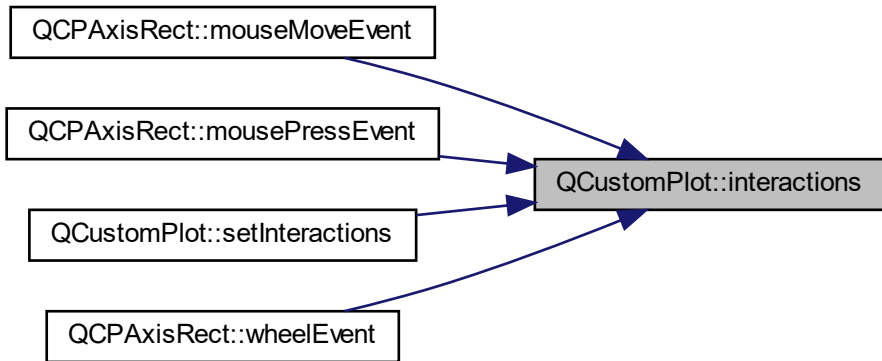 QCPAxisRect::mouseMoveEvent
QCPAxisRect::mousePressEvent
QCustomPlot::interactions
QCustomPlot::setInteractions
QCPAxisRect::wheelEvent